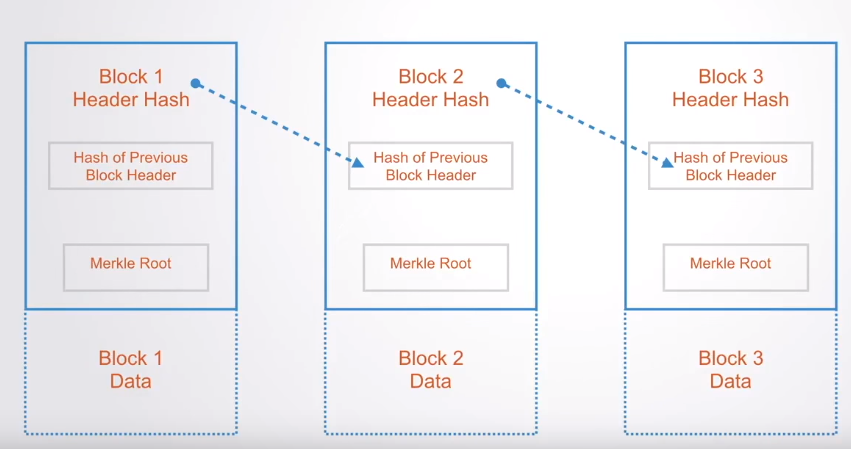 Block 1
Header Hash
Hash of Previous
Block Header
Merkle Root
Block 1
Data
Block 2
Header Hash
Hash of Previous
Block Header
Merkle Root
Block 2
Data
Block 3
Header Hash
Hash of Previous
Block Header
Merkle Root
Block 3
Data